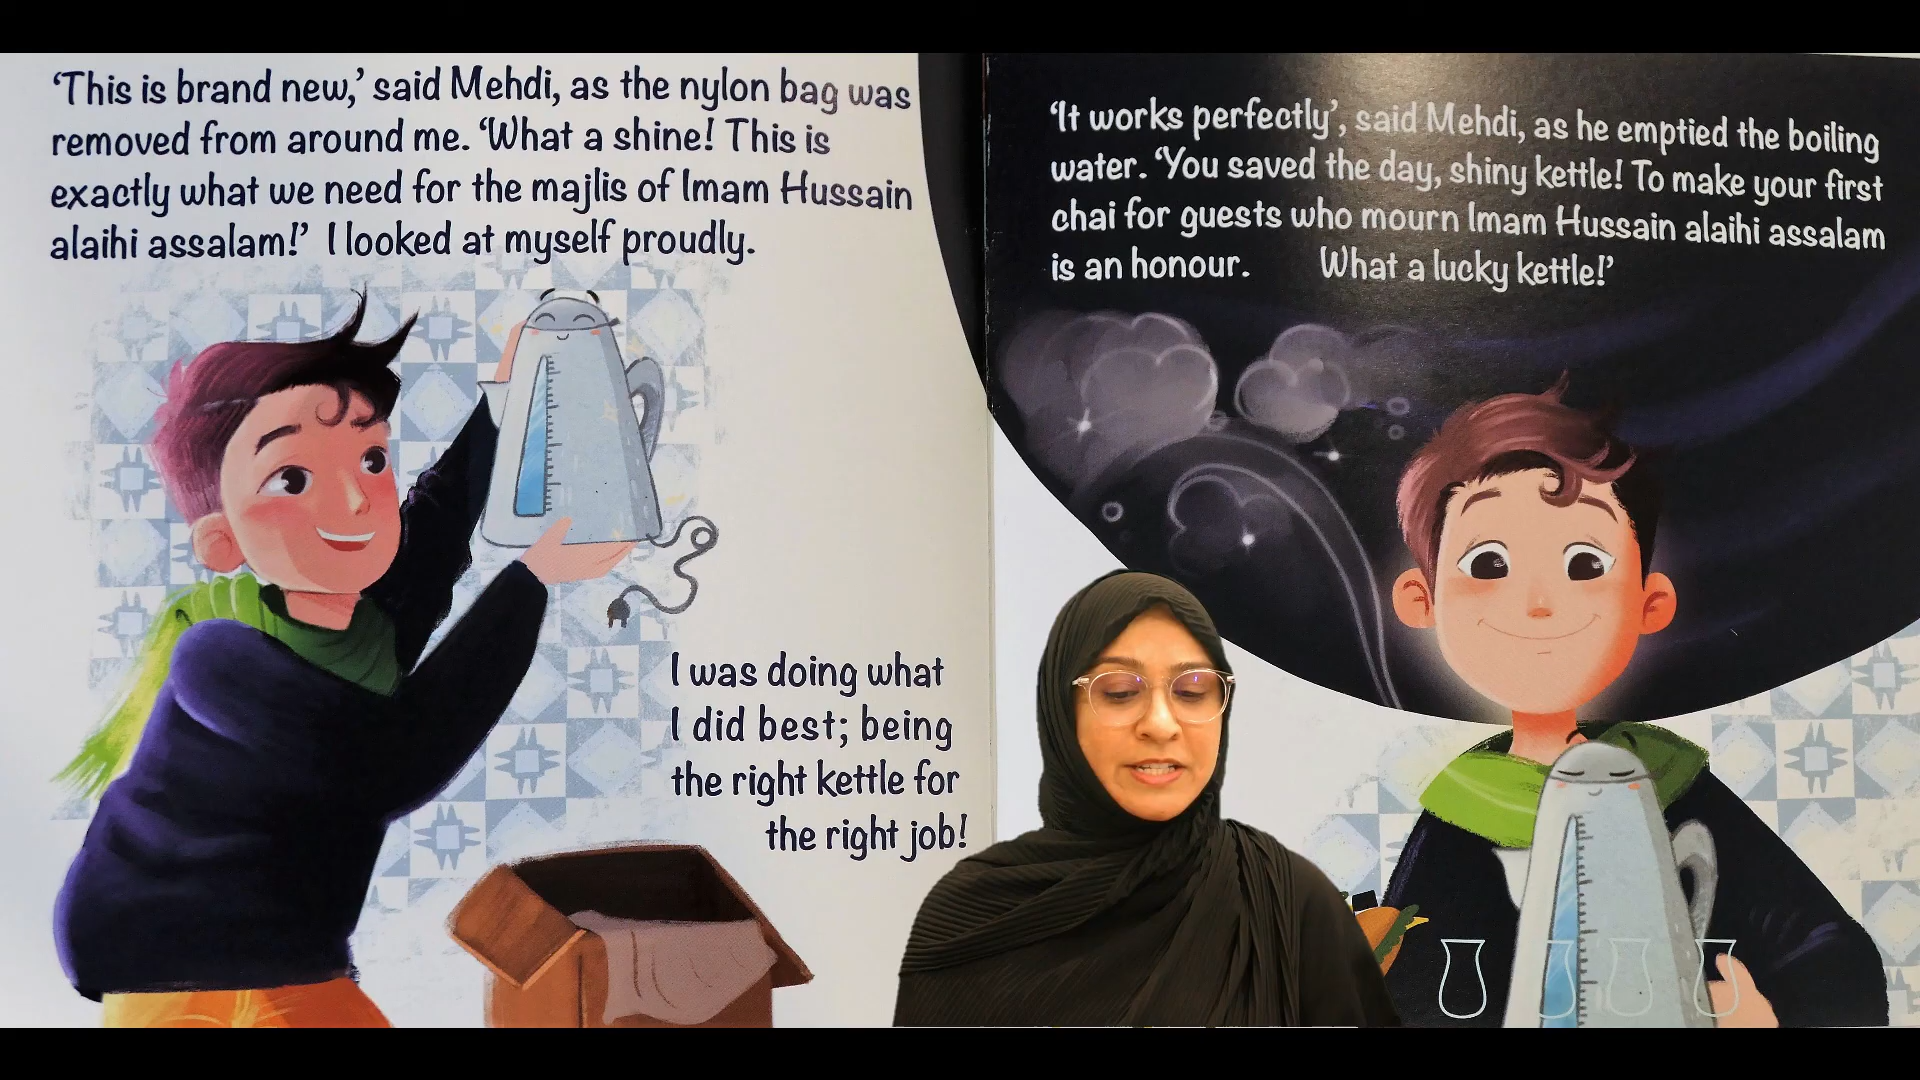 ‘This is brand new,’ said Mehdi, as the nylon bag was
removed from around me. ‘What a shine! This is
exactly what we need for the majlis of Imam Hussain
alaihi assalam!’ I looked at myself proudly.
I was doing what
I did best; being
the right kettle for
the right job!
‘It works perfectly’, said Mehdi, as he emptied the boiling
water. ‘You saved the day, shiny kettle! To make your first
chai for guests who mourn Imam Hussain alaihi assalam
is an honour. What a lucky kettle!’